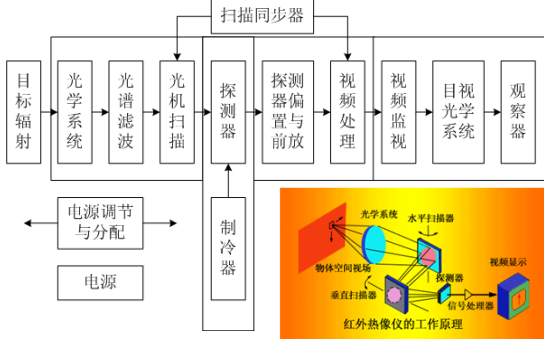 扫描同步器
目标辐射
光学系统
光谱滤波
光机扫描
探测器
探测
器偏
置与
前放
视频处理
视频监视
目视
光学
系统
观察器
电源调节
与分配
制冷器
电源
光学系统
水平扫描器
物体空间视场
探测器
视频显示
垂直扫描器
信号处理器
红外热像仪的工作原理